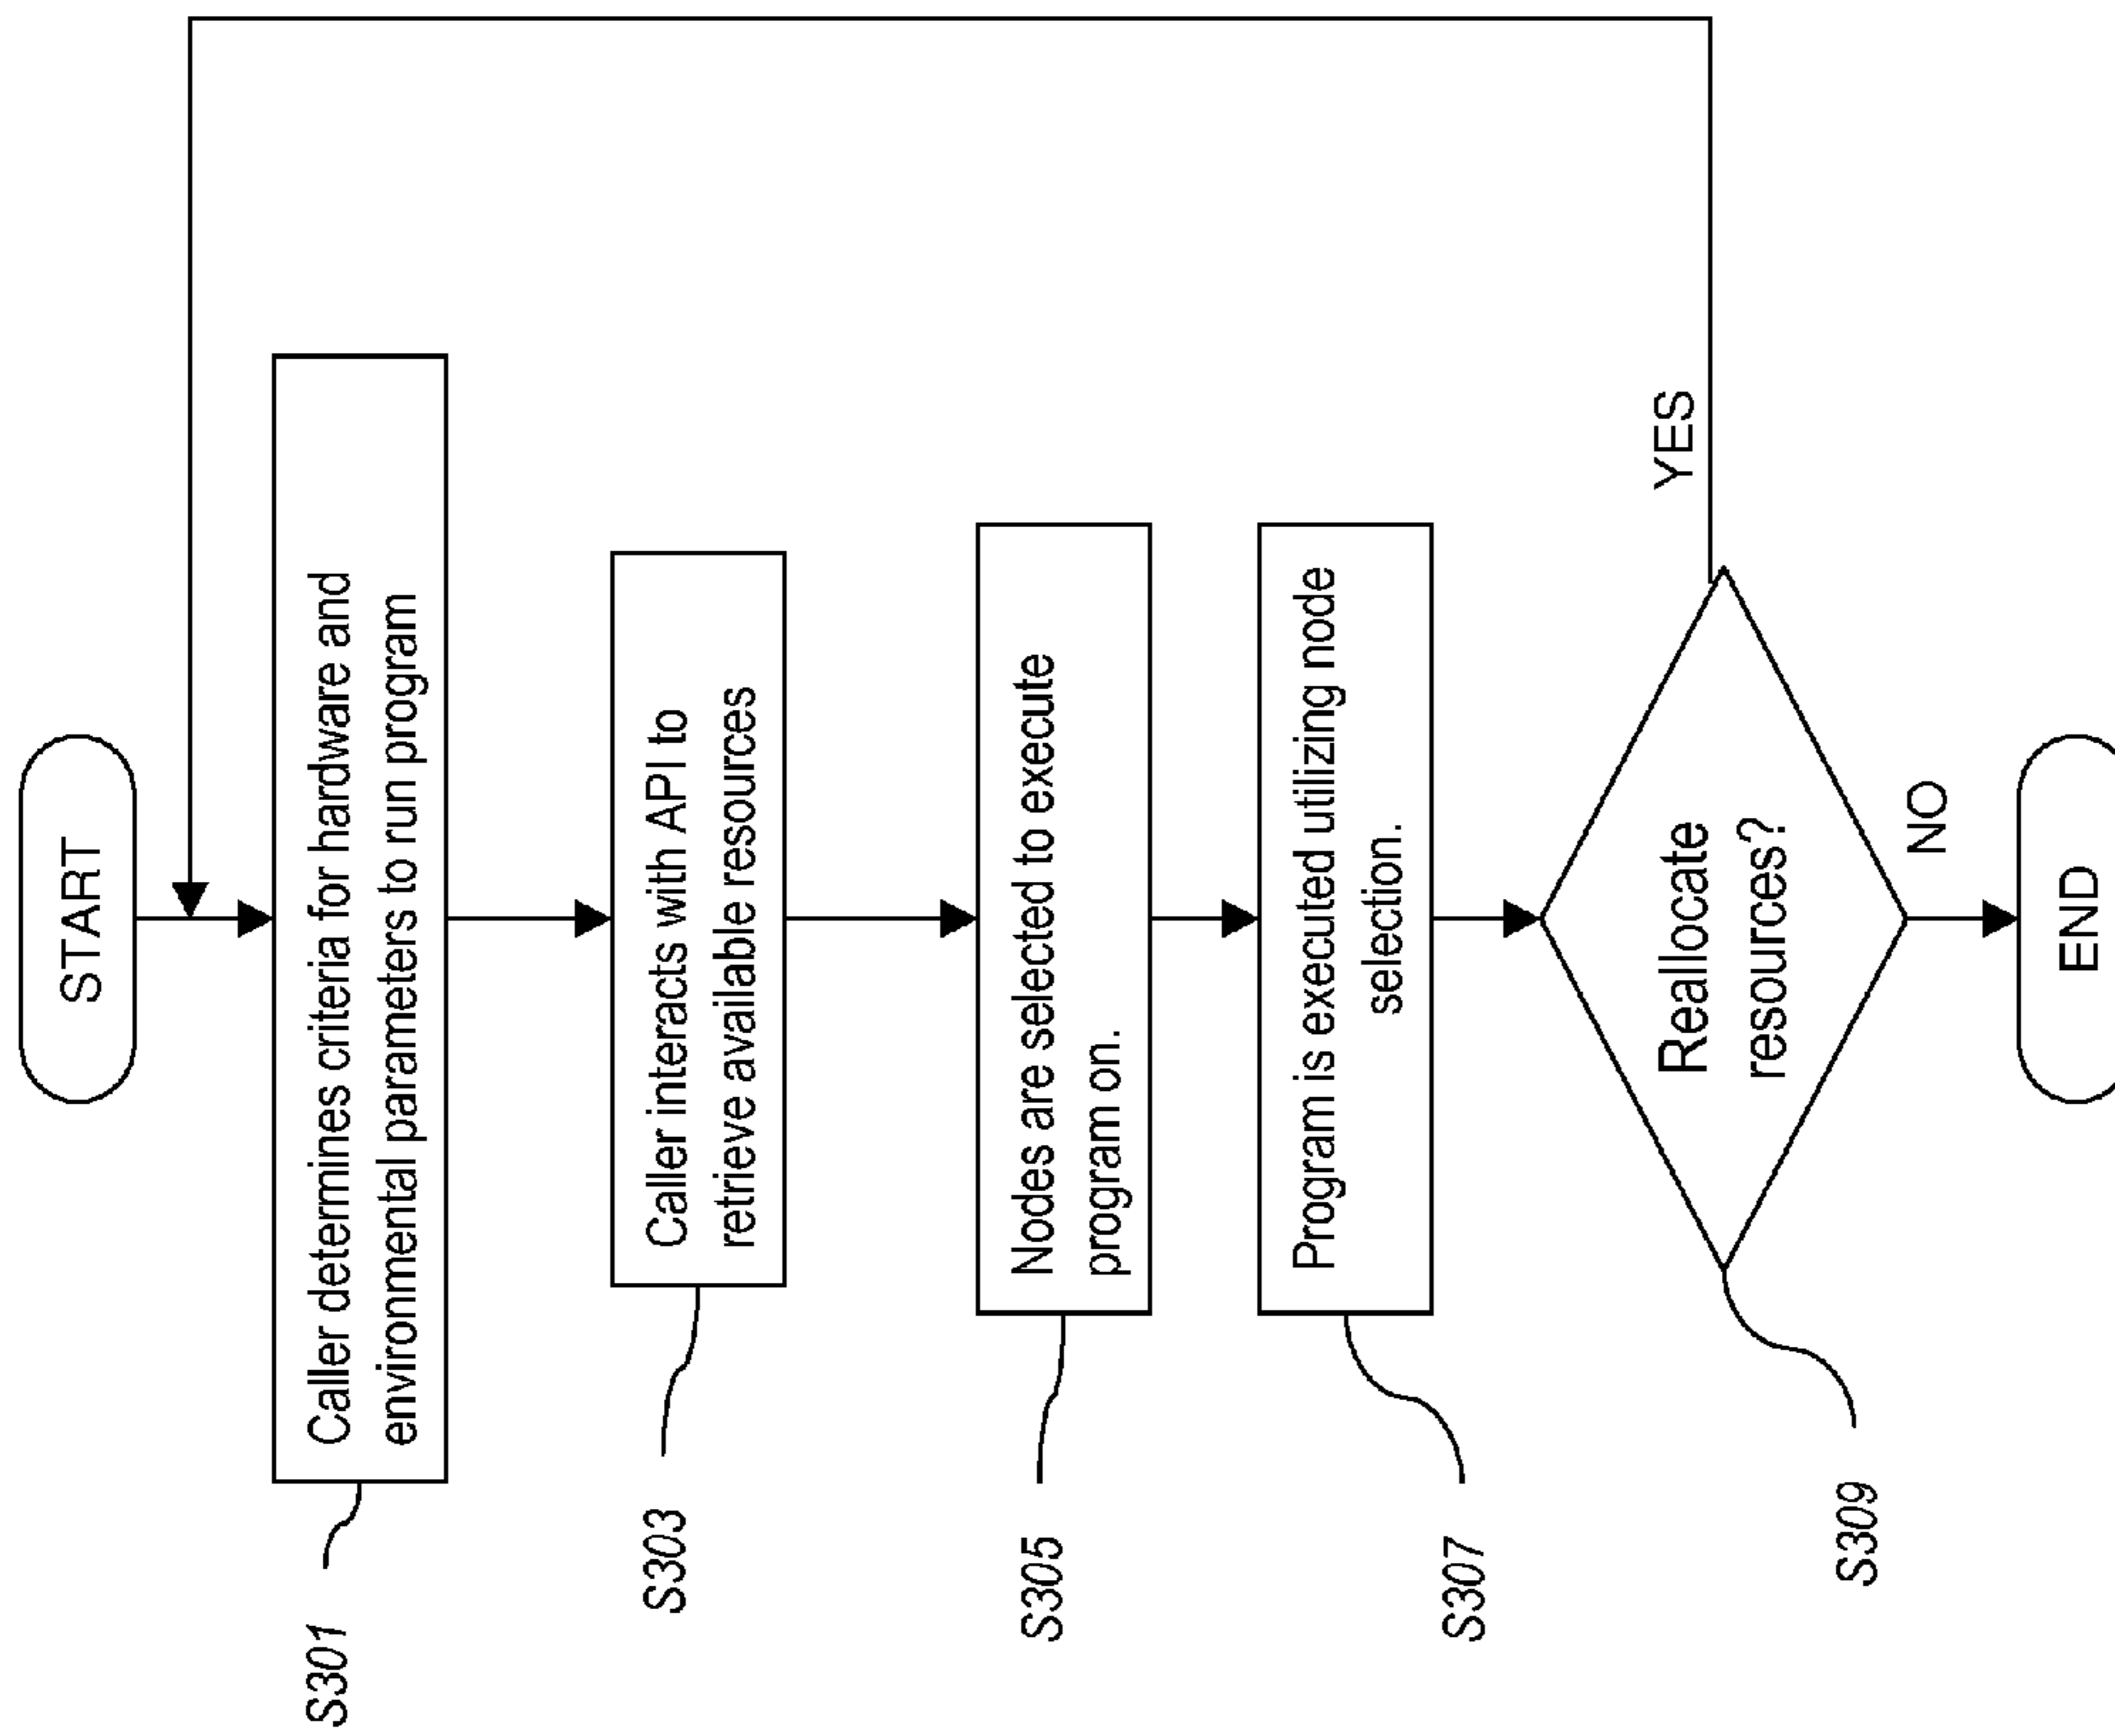 START
S301
Caller determines criteria for hardware and
environmental parameters to run program
S303
Caller interacts with API to
retrieve available resources
S305
Nodes are selected to execute
program on.
S307
Program is executed utilizing node
selection.
S309
Reallocate
resources?
YES
NO
END